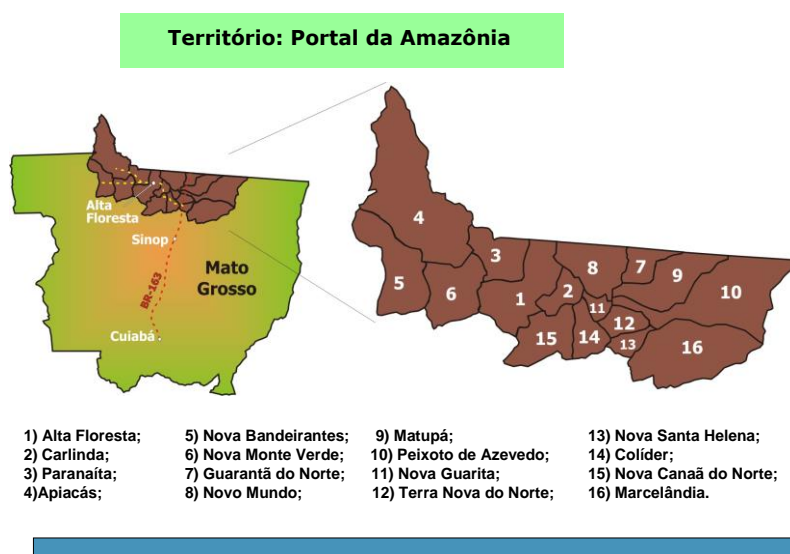 Território: Portal da Amazônia
Alta
Floresta
Sinop
BR-163
Mato
Grosso
Cuiabá
4
3
8
7
9
5
6
1
2
10
11
12
15
14
13
16
1) Alta Floresta;
2) Carlinda;
3) Paranaíta;
4)Apiacás;
5) Nova Bandeirantes;
6) Nova Monte Verde;
7) Guarantã do Norte;
8) Novo Mundo;
9) Matupá;
10) Peixoto de Azevedo;
11) Nova Guarita;
12) Terra Nova do Norte;
13) Nova Santa Helena;
14) Colíder;
15) Nova Canaã do Norte;
16) Marcelândia.